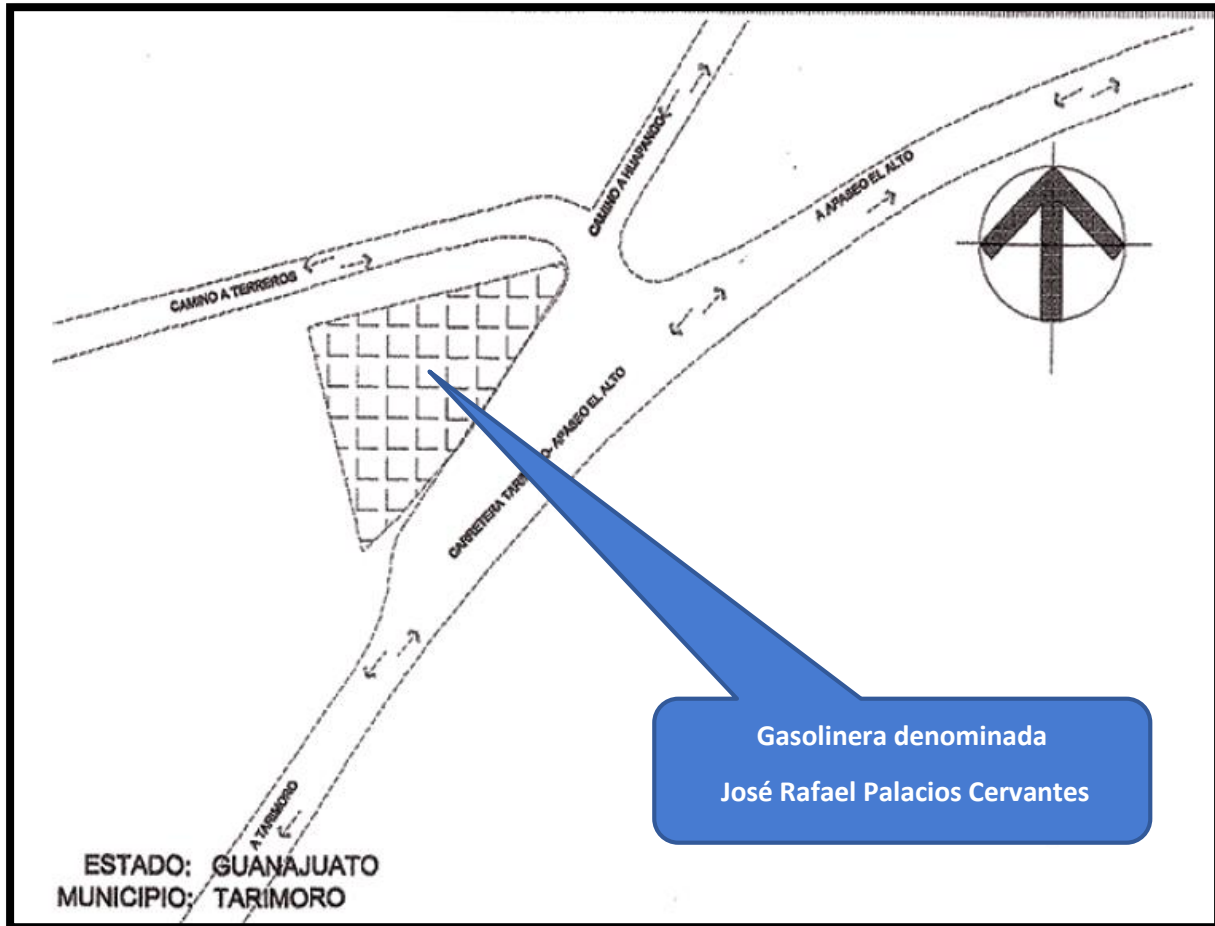 CAMINO A HUAPANGO
A APASEO EL ALTO
CAMINO A TERREROS
CARRETERA TARIMORO- APASEO EL ALTO
Gasolinera denominada
José Rafael Palacios Cervantes
A TARIMORO
ESTADO: GUANAJUATO
MUNICIPIO: TARIMORO